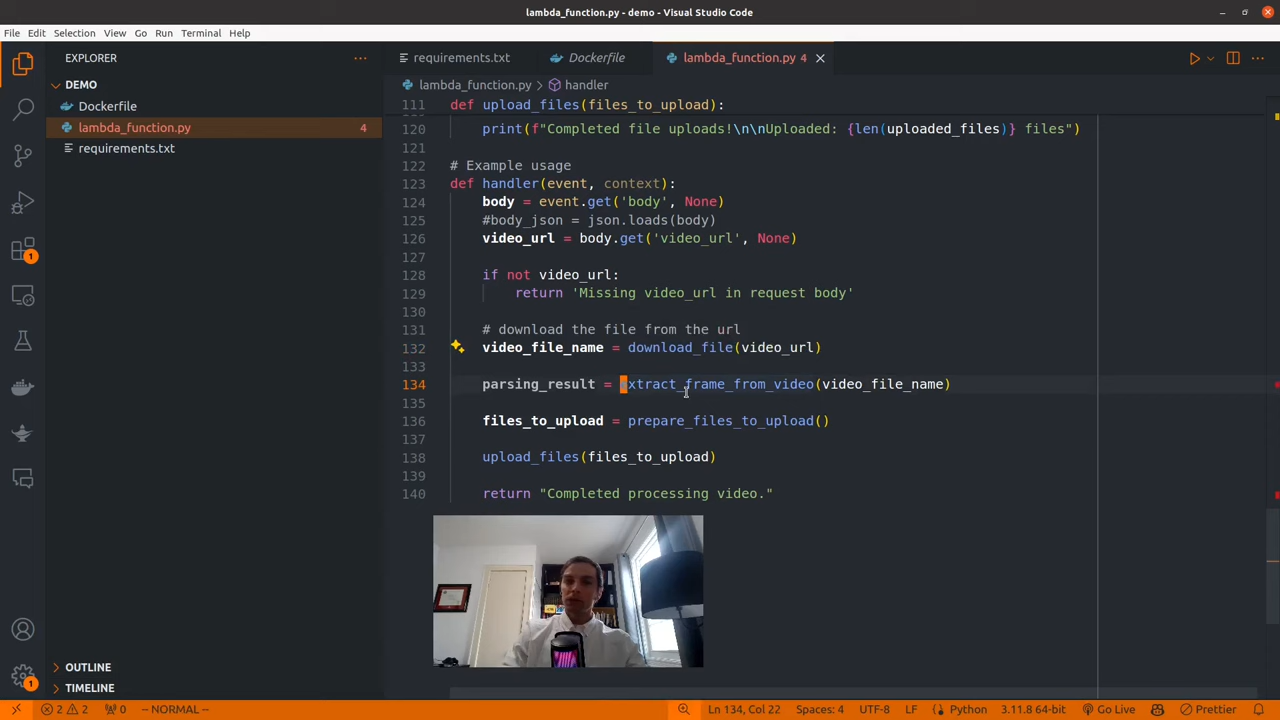 lambda_function.py - demo - Visual Studio Code
File Edit Selection View Go Run Terminal Help
EXPLORER
requirements.txt
Dockerfile
lambda_function.py 4
DEMO
lambda_function.py > handler
Dockerfile
lambda_function.py 4
requirements.txt
111 def upload_files(files_to_upload):
120 print(f"Completed file uploads!\n\nUploaded: {len(uploaded_files)} files")
121
122 # Example usage
123 def handler(event, context):
124 body = event.get('body', None)
125 #body_json = json.loads(body)
126 video_url = body.get('video_url', None)
127
128 if not video_url:
129 return 'Missing video_url in request body'
130
131 # download the file from the url
132 video_file_name = download_file(video_url)
133
134 parsing_result = extract_frame_from_video(video_file_name)
135
136 files_to_upload = prepare_files_to_upload()
137
138 upload_files(files_to_upload)
139
140 return "Completed processing video."
1
OUTLINE
TIMELINE
1
2 2 0 -- NORMAL -- Ln 134, Col 22 Spaces: 4 UTF-8 LF Python 3.11.8 64-bit Go Live Prettier